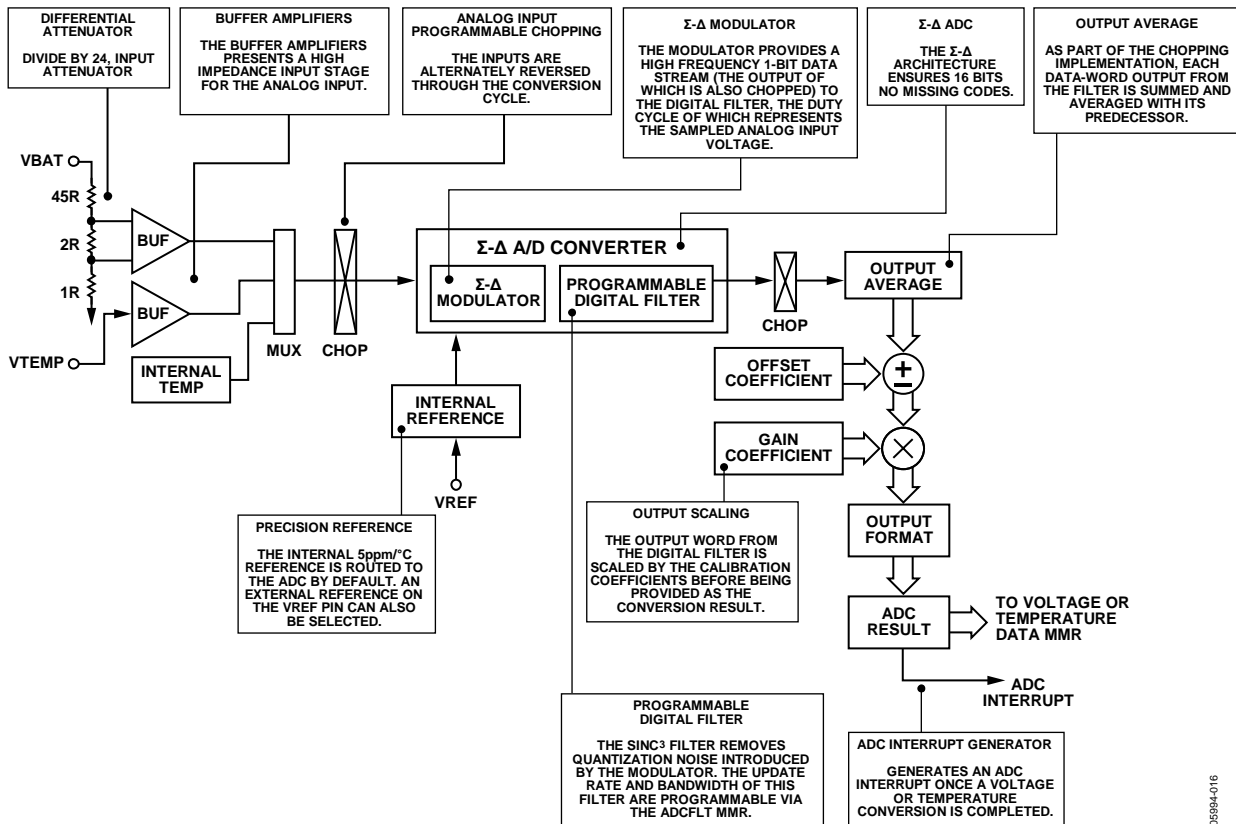 DIFFERENTIAL
ATTENUATOR
DIVIDE BY 24, INPUT
ATTENUATOR
BUFFER AMPLIFIERS
THE BUFFER AMPLIFIERS
PRESENTS A HIGH
IMPEDANCE INPUT STAGE
FOR THE ANALOG INPUT.
ANALOG INPUT
PROGRAMMABLE CHOPPING
THE INPUTS ARE
ALTERNATELY REVERSED
THROUGH THE CONVERSION
CYCLE.
Σ-Δ MODULATOR
THE MODULATOR PROVIDES A
HIGH FREQUENCY 1-BIT DATA
STREAM (THE OUTPUT OF
WHICH IS ALSO CHOPPED) TO
THE DIGITAL FILTER, THE DUTY
CYCLE OF WHICH REPRESENTS
THE SAMPLED ANALOG INPUT
VOLTAGE.
Σ-Δ ADC
THE Σ-Δ
ARCHITECTURE
ENSURES 16 BITS
NO MISSING CODES.
OUTPUT AVERAGE
AS PART OF THE CHOPPING
IMPLEMENTATION, EACH
DATA-WORD OUTPUT FROM
THE FILTER IS SUMMED AND
AVERAGED WITH ITS
PREDECESSOR.
VBAT
45R
2R
1R
BUF
BUF
VTEMP
INTERNAL
TEMP
MUX
CHOP
Σ-Δ A/D CONVERTER
Σ-Δ
MODULATOR
PROGRAMMABLE
DIGITAL FILTER
CHOP
OUTPUT
AVERAGE
INTERNAL
REFERENCE
VREF
OFFSET
COEFFICIENT
+
–
GAIN
COEFFICIENT
×
OUTPUT
FORMAT
ADC
RESULT
TO VOLTAGE OR
TEMPERATURE
DATA MMR
ADC
INTERRUPT
PRECISION REFERENCE
THE INTERNAL 5ppm/°C
REFERENCE IS ROUTED TO
THE ADC BY DEFAULT. AN
EXTERNAL REFERENCE ON
THE VREF PIN CAN ALSO
BE SELECTED.
OUTPUT SCALING
THE OUTPUT WORD FROM
THE DIGITAL FILTER IS
SCALED BY THE CALIBRATION
COEFFICIENTS BEFORE BEING
PROVIDED AS THE
CONVERSION RESULT.
PROGRAMMABLE
DIGITAL FILTER
THE SINC³ FILTER REMOVES
QUANTIZATION NOISE INTRODUCED
BY THE MODULATOR. THE UPDATE
RATE AND BANDWIDTH OF THIS
FILTER ARE PROGRAMMABLE VIA
THE ADCFLT MMR.
ADC INTERRUPT GENERATOR
GENERATES AN ADC
INTERRUPT ONCE A VOLTAGE
OR TEMPERATURE
CONVERSION IS COMPLETED.
05994-016